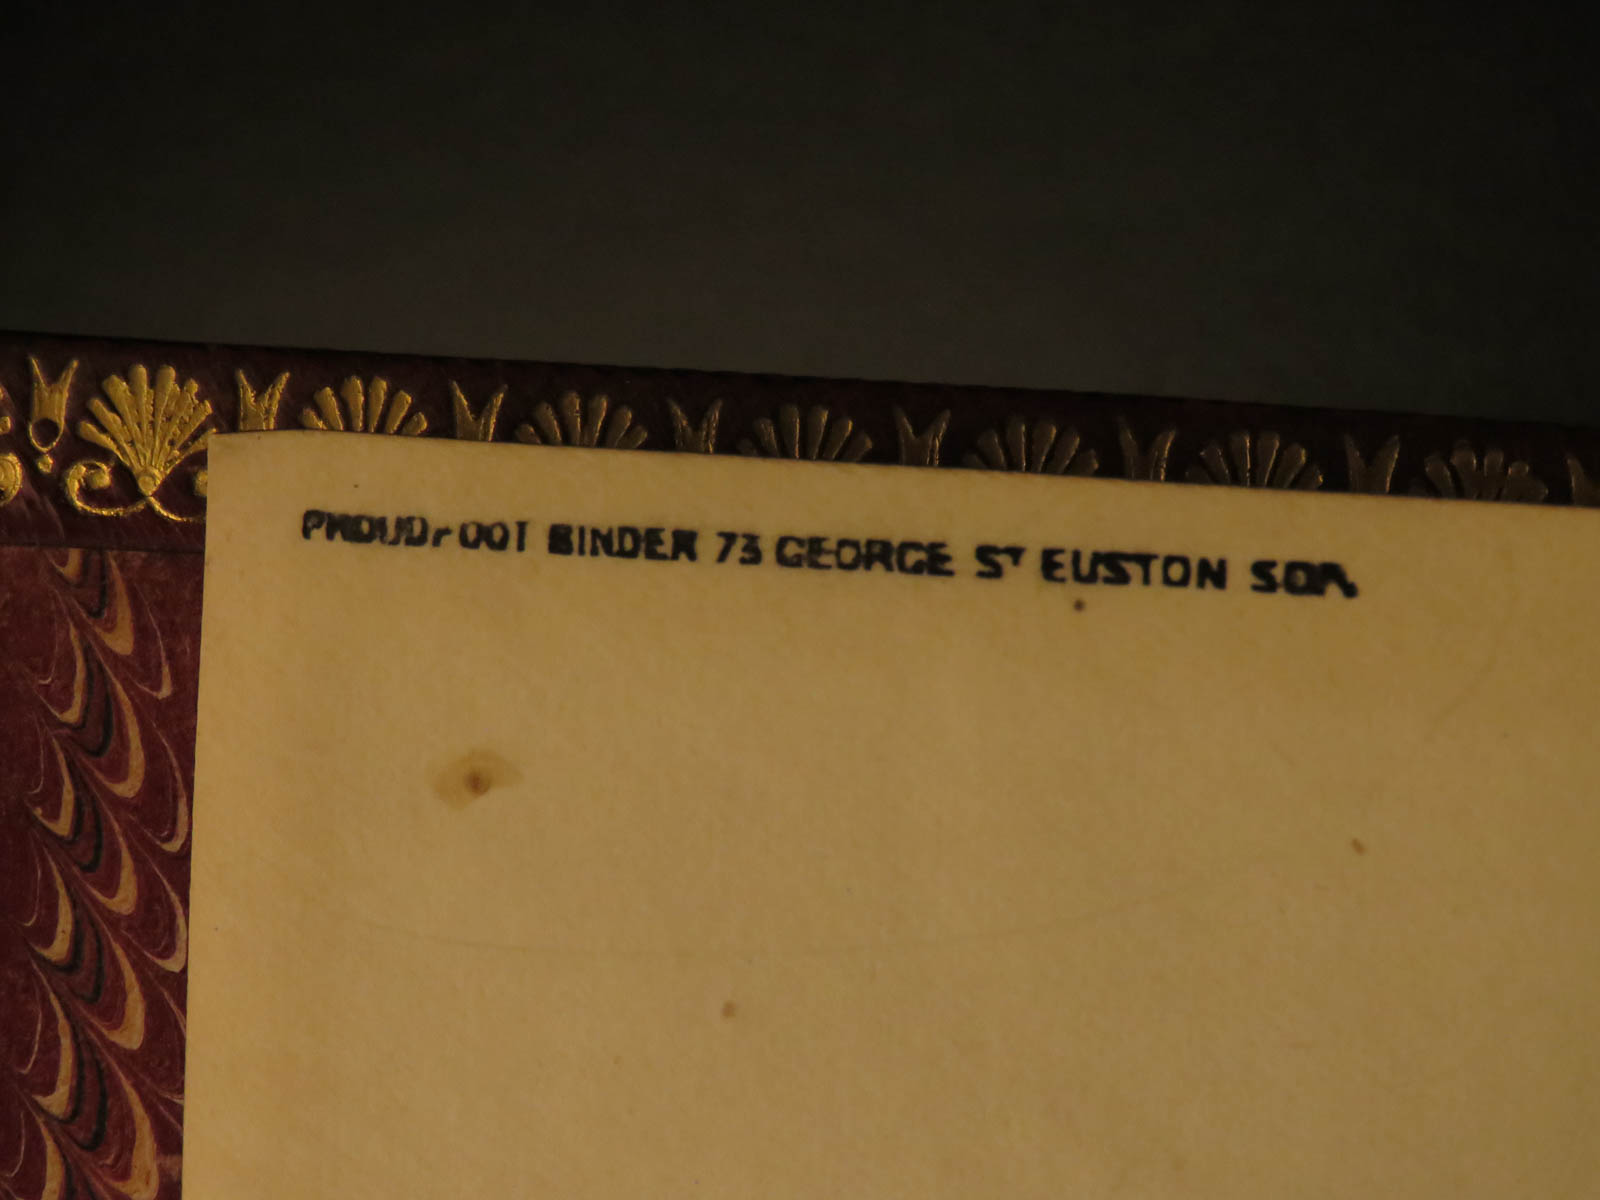 PROUDFOOT BINDER 73 GEORGE ST EUSTON SQR